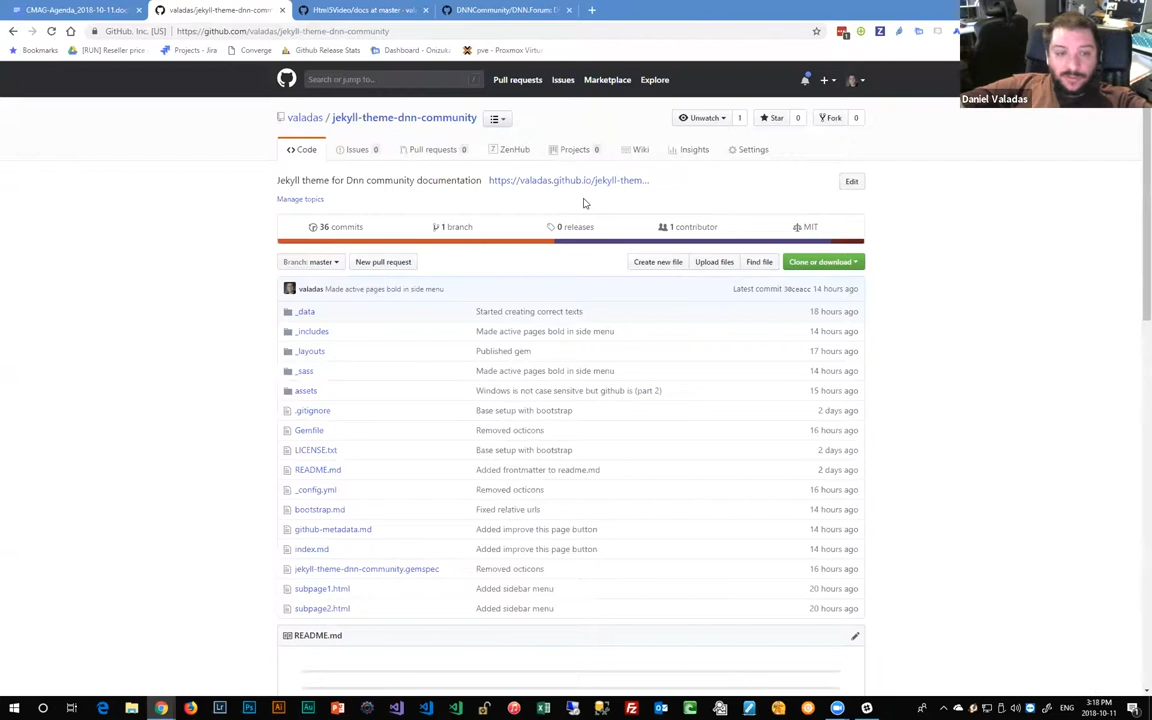 CMAG-Agenda_2018-10-11.docx
valadas/jekyll-theme-dnn-comm
Html5Video/docs at master · val
DNNCommunity/DNN.Forum: D
GitHub, Inc. [US] https://github.com/valadas/jekyll-theme-dnn-community
Bookmarks [RUN] Reseller price Projects - Jira Converge Github Release Stats Dashboard - Onizuk pve - Proxmox Virtu
Search or jump to... / Pull requests Issues Marketplace Explore
Daniel Valadas
valadas / jekyll-theme-dnn-community
Unwatch 1 Star 0 Fork 0
Code Issues 0 Pull requests 0 ZenHub Projects 0 Wiki Insights Settings
Jekyll theme for Dnn community documentation https://valadas.github.io/jekyll-them... Edit
Manage topics
36 commits 1 branch 0 releases 1 contributor MIT
Branch: master New pull request Create new file Upload files Find file Clone or download
valadas Made active pages bold in side menu Latest commit 30ceacc 14 hours ago
_data Started creating correct texts 18 hours ago
_includes Made active pages bold in side menu 14 hours ago
_layouts Published gem 17 hours ago
_sass Made active pages bold in side menu 14 hours ago
assets Windows is not case sensitve but github is (part 2) 15 hours ago
.gitignore Base setup with bootstrap 2 days ago
Gemfile Removed octicons 16 hours ago
LICENSE.txt Base setup with bootstrap 2 days ago
README.md Added frontmatter to readme.md 2 days ago
_config.yml Removed octicons 16 hours ago
bootstrap.md Fixed relative urls 14 hours ago
github-metadata.md Added improve this page button 14 hours ago
index.md Added improve this page button 14 hours ago
jekyll-theme-dnn-community.gemspec Removed octicons 16 hours ago
subpage1.html Added sidebar menu 20 hours ago
subpage2.html Added sidebar menu 20 hours ago
README.md
ENG
3:18 PM
2018-10-11